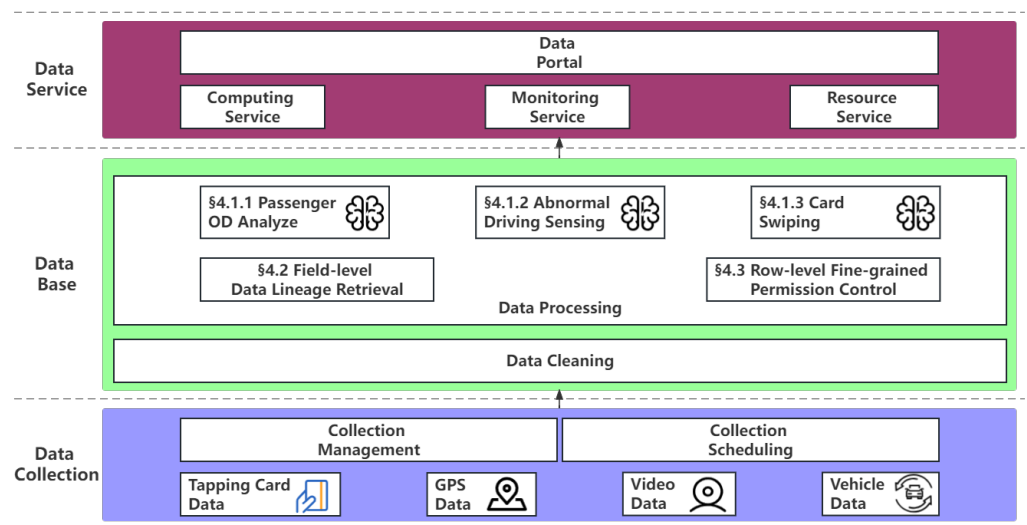 Data
Service
Data
Portal
Computing
Service
Monitoring
Service
Resource
Service
Data
Base
§4.1.1 Passenger
OD Analyze
§4.1.2 Abnormal
Driving Sensing
§4.1.3 Card
Swiping
§4.2 Field-level
Data Lineage Retrieval
§4.3 Row-level Fine-grained
Permission Control
Data Processing
Data Cleaning
Data
Collection
Collection
Management
Collection
Scheduling
Tapping Card
Data
GPS
Data
Video
Data
Vehicle
Data